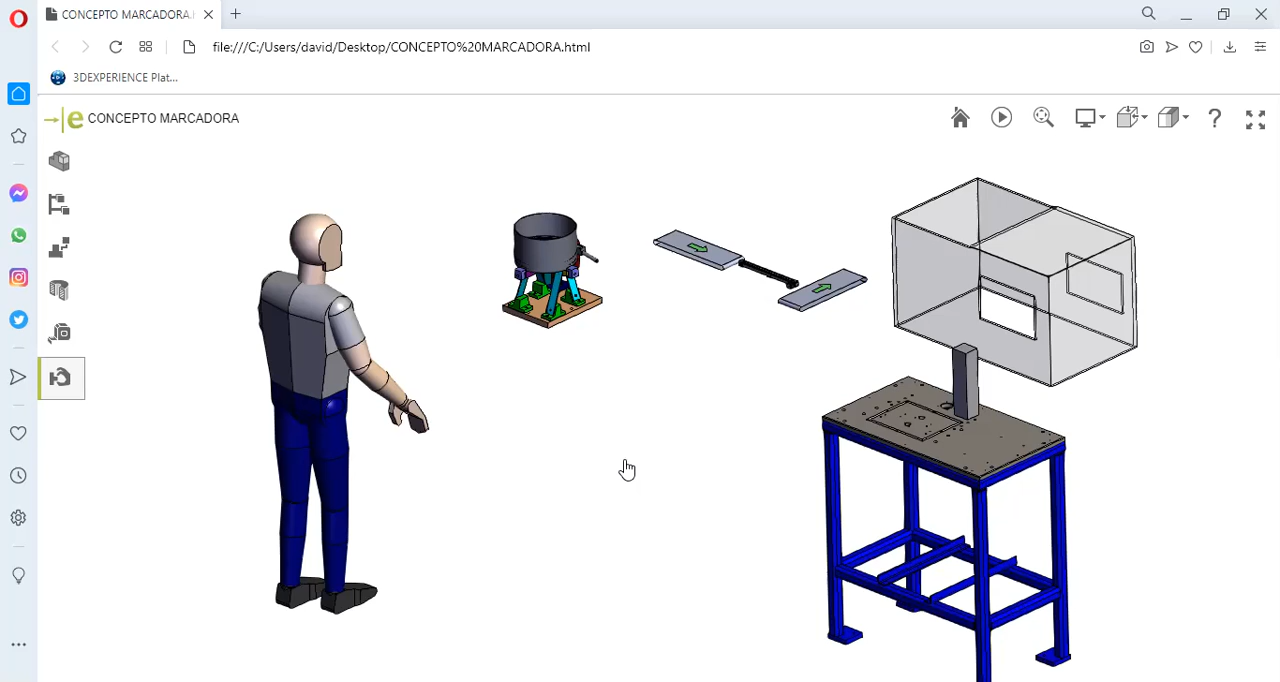 CONCEPTO MARCADORA.
file:///C:/Users/david/Desktop/CONCEPTO%20MARCADORA.html
3DEXPERIENCE Plat...
e CONCEPTO MARCADORA